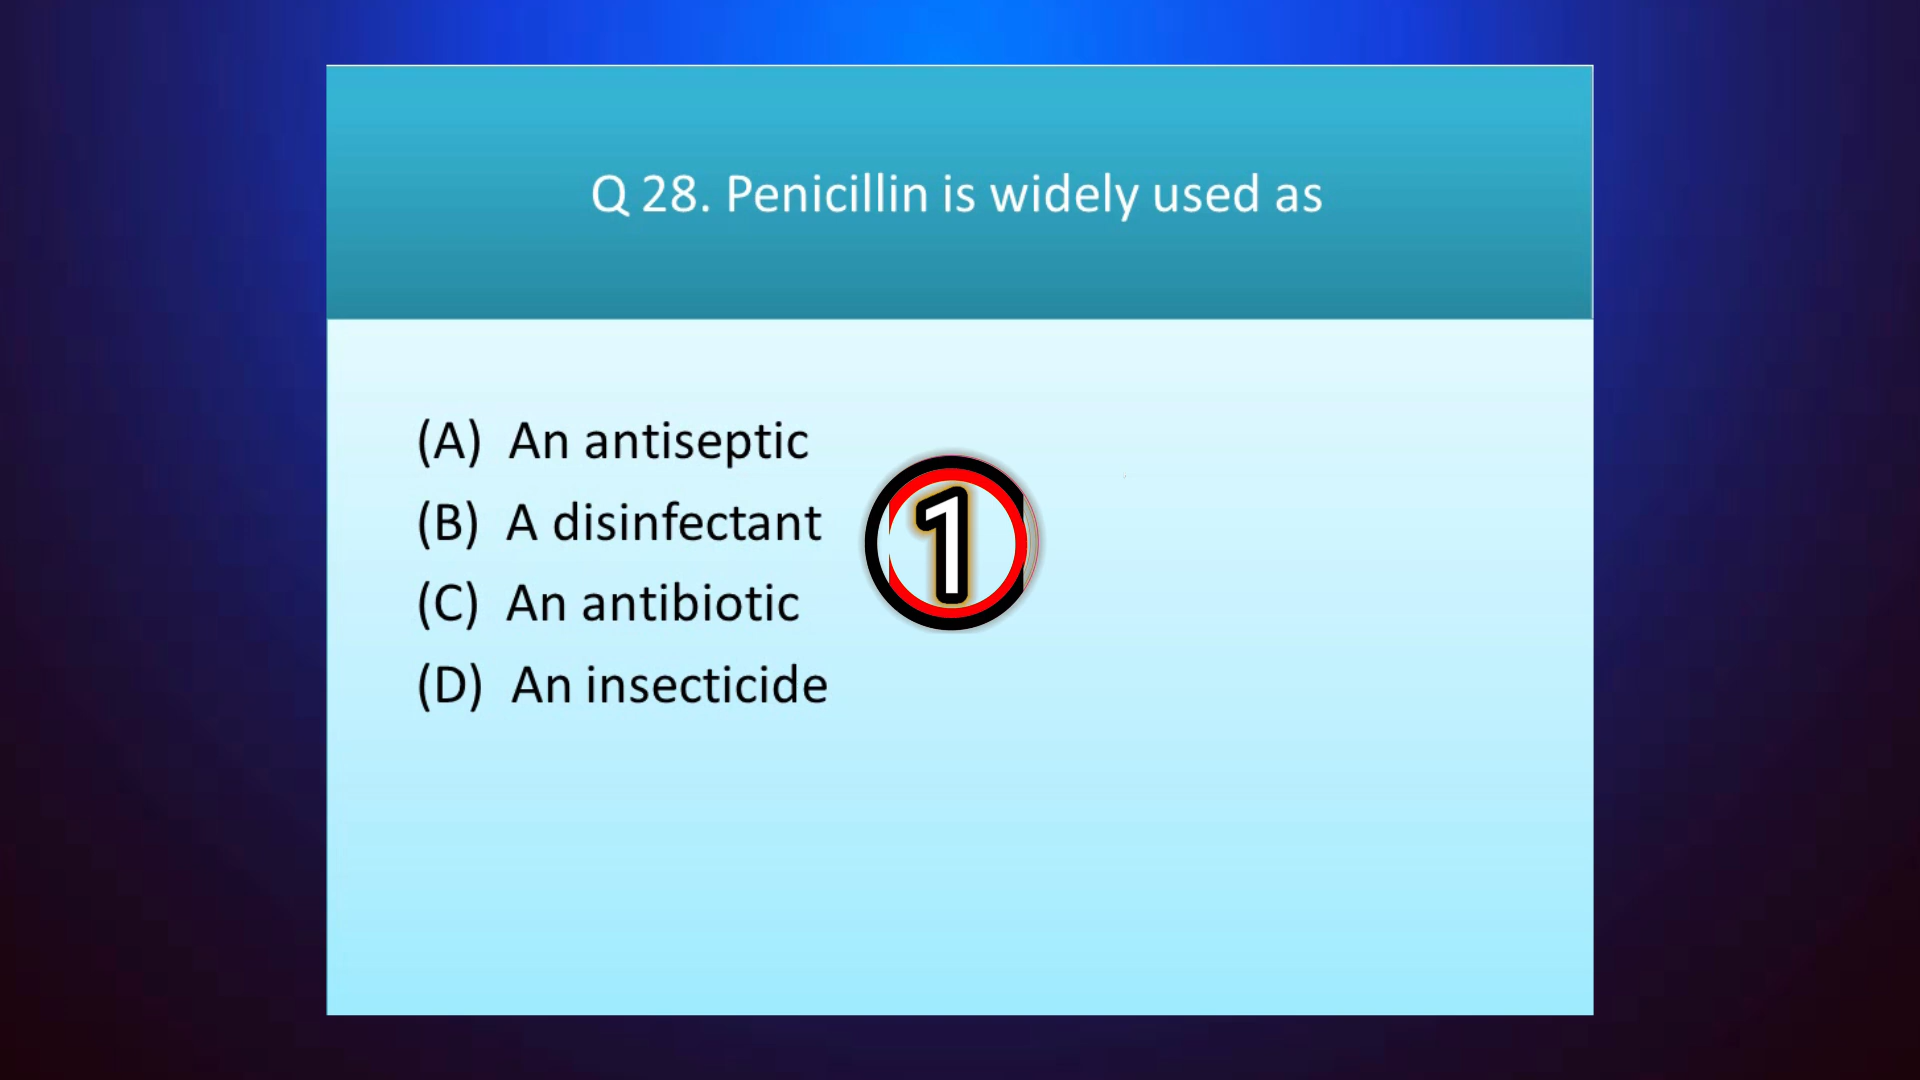 Q 28. Penicillin is widely used as
(A) An antiseptic
(B) A disinfectant
1
(C) An antibiotic
(D) An insecticide